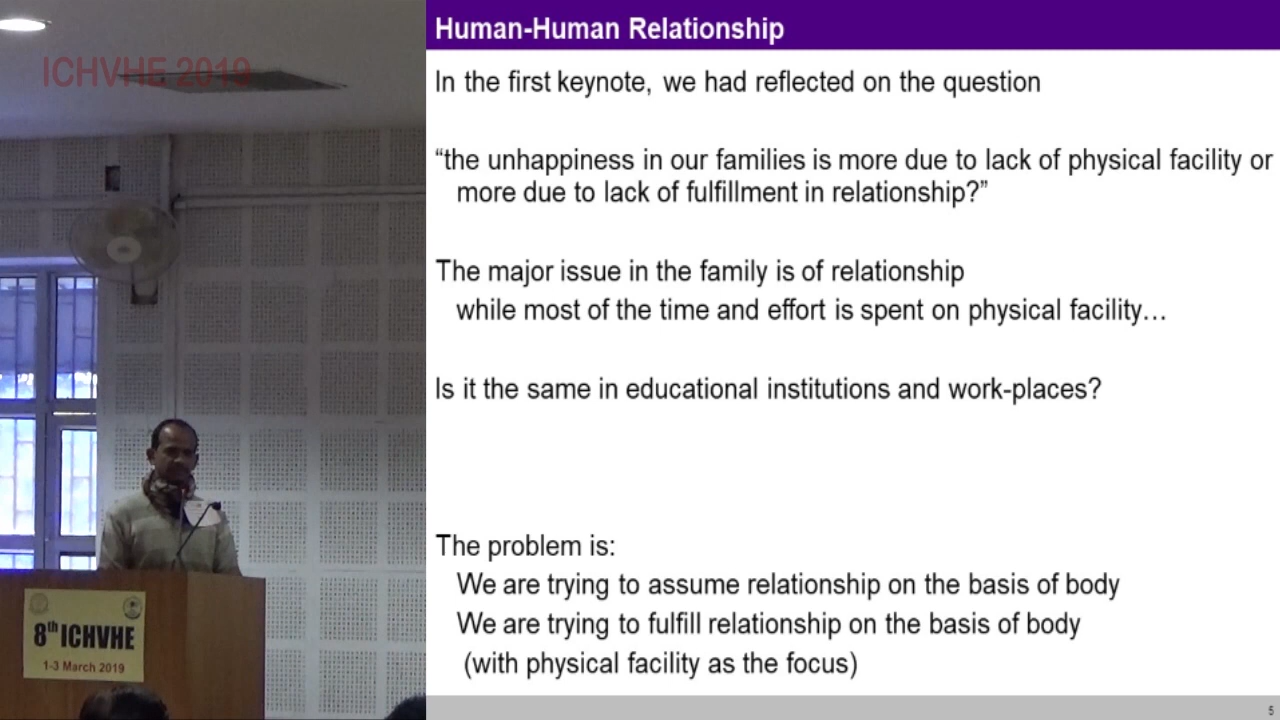 ICHVHE 2019
8th ICHVHE
1-3 March 2019
Human-Human Relationship
In the first keynote, we had reflected on the question
“the unhappiness in our families is more due to lack of physical facility or
more due to lack of fulfillment in relationship?”
The major issue in the family is of relationship
while most of the time and effort is spent on physical facility…
Is it the same in educational institutions and work-places?
The problem is:
We are trying to assume relationship on the basis of body
We are trying to fulfill relationship on the basis of body
(with physical facility as the focus)
5